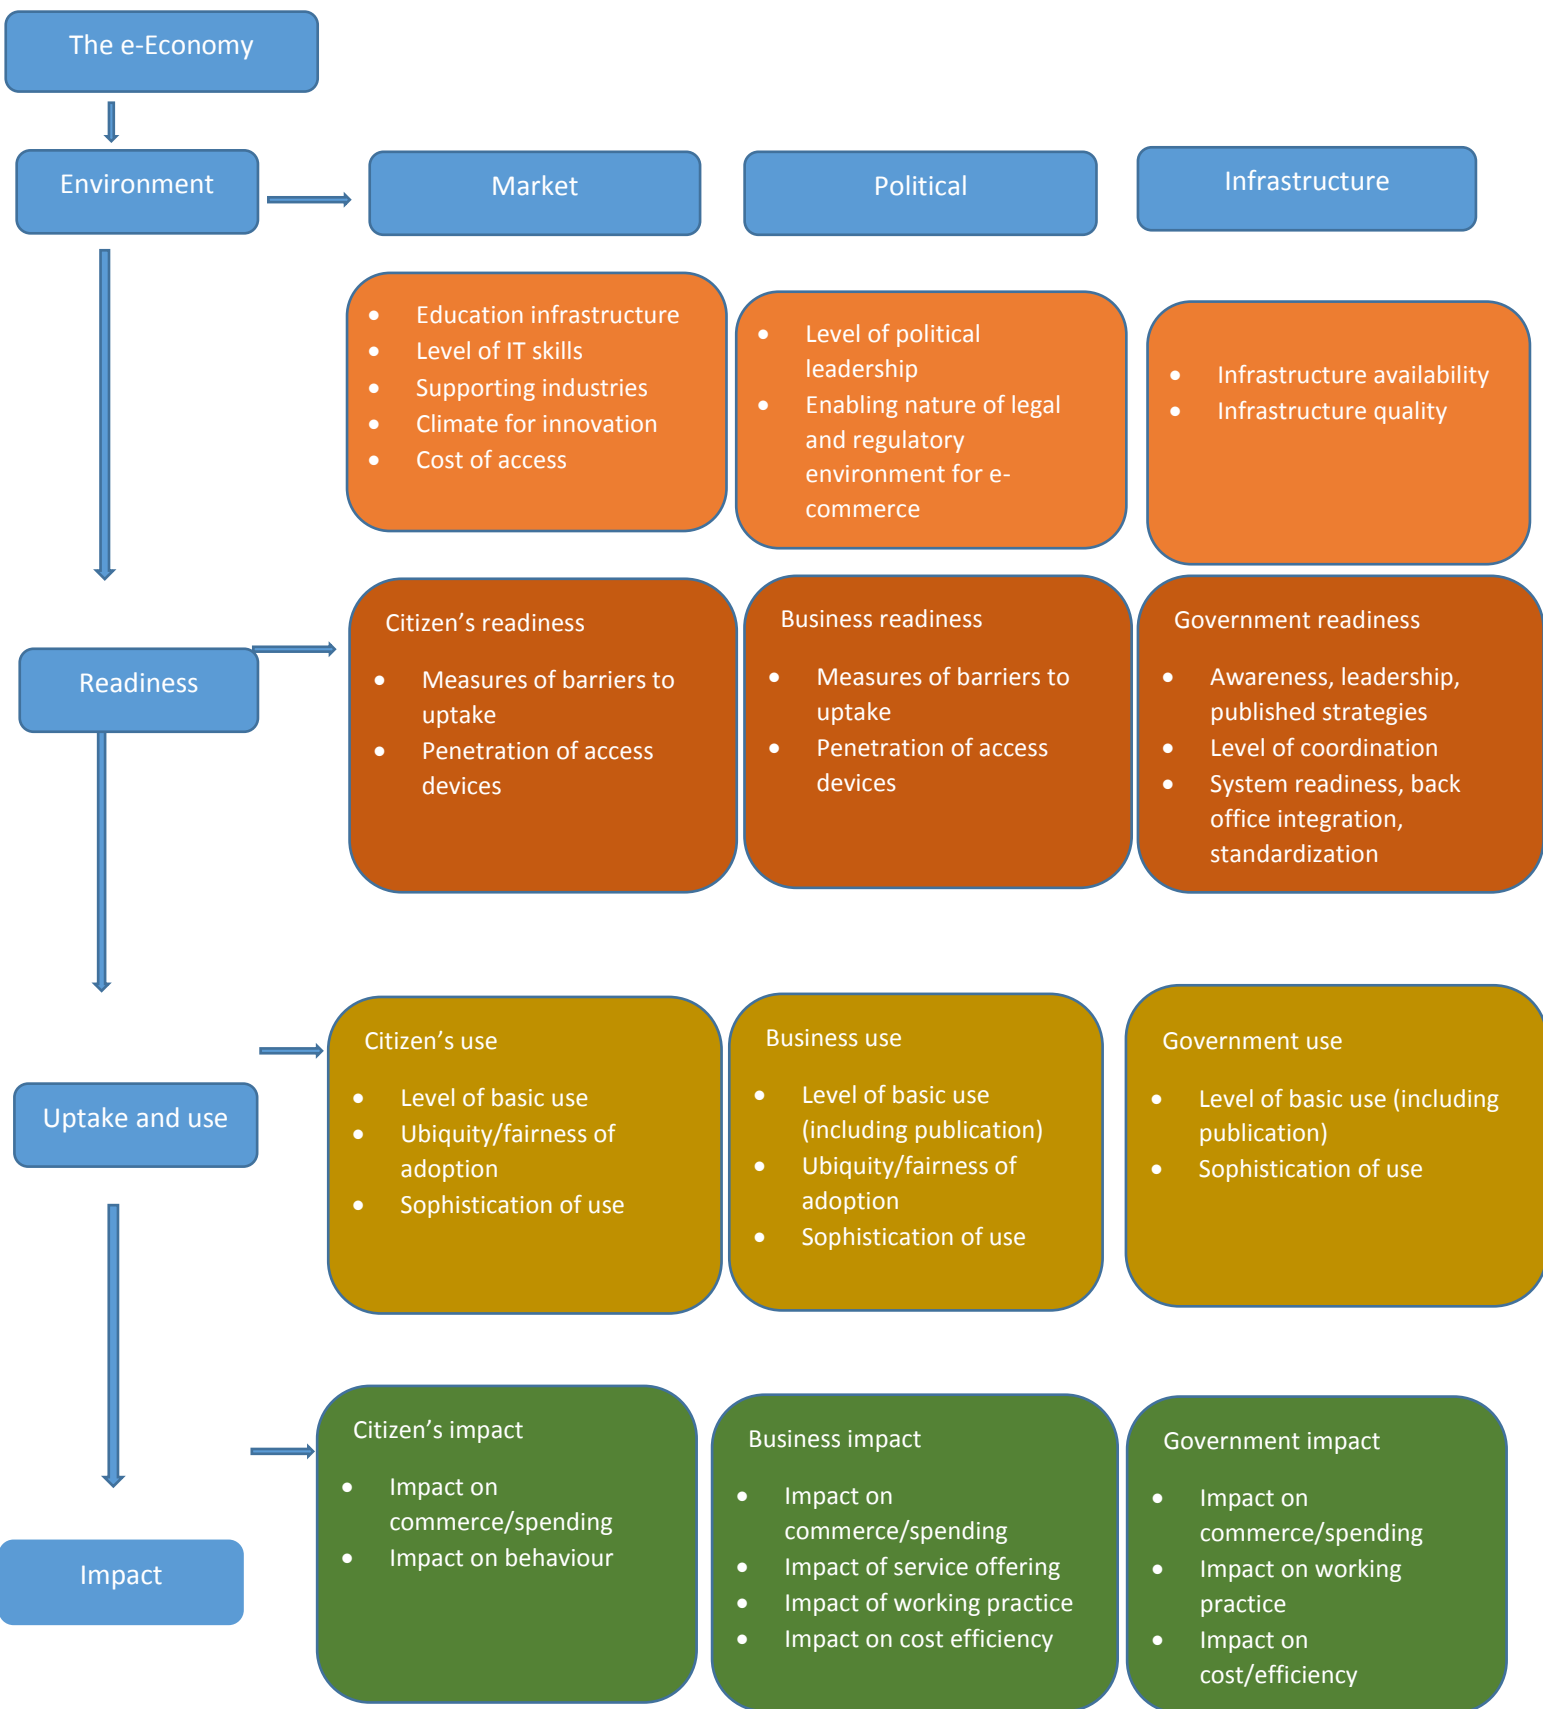 The e-Economy
Environment
Market
Political
Infrastructure
• Education infrastructure
• Level of IT skills
• Supporting industries
• Climate for innovation
• Cost of access
• Level of political
leadership
• Enabling nature of legal
and regulatory
environment for e-
commerce
• Infrastructure availability
• Infrastructure quality
Readiness
Citizen’s readiness
• Measures of barriers to
uptake
• Penetration of access
devices
Business readiness
• Measures of barriers to
uptake
• Penetration of access
devices
Government readiness
• Awareness, leadership,
published strategies
• Level of coordination
• System readiness, back
office integration,
standardization
Uptake and use
Citizen’s use
• Level of basic use
• Ubiquity/fairness of
adoption
• Sophistication of use
Business use
• Level of basic use
(including publication)
• Ubiquity/fairness of
adoption
• Sophistication of use
Government use
• Level of basic use (including
publication)
• Sophistication of use
Impact
Citizen’s impact
• Impact on
commerce/spending
• Impact on behaviour
Business impact
• Impact on
commerce/spending
• Impact of service offering
• Impact of working practice
• Impact on cost efficiency
Government impact
• Impact on
commerce/spending
• Impact on working
practice
• Impact on
cost/efficiency